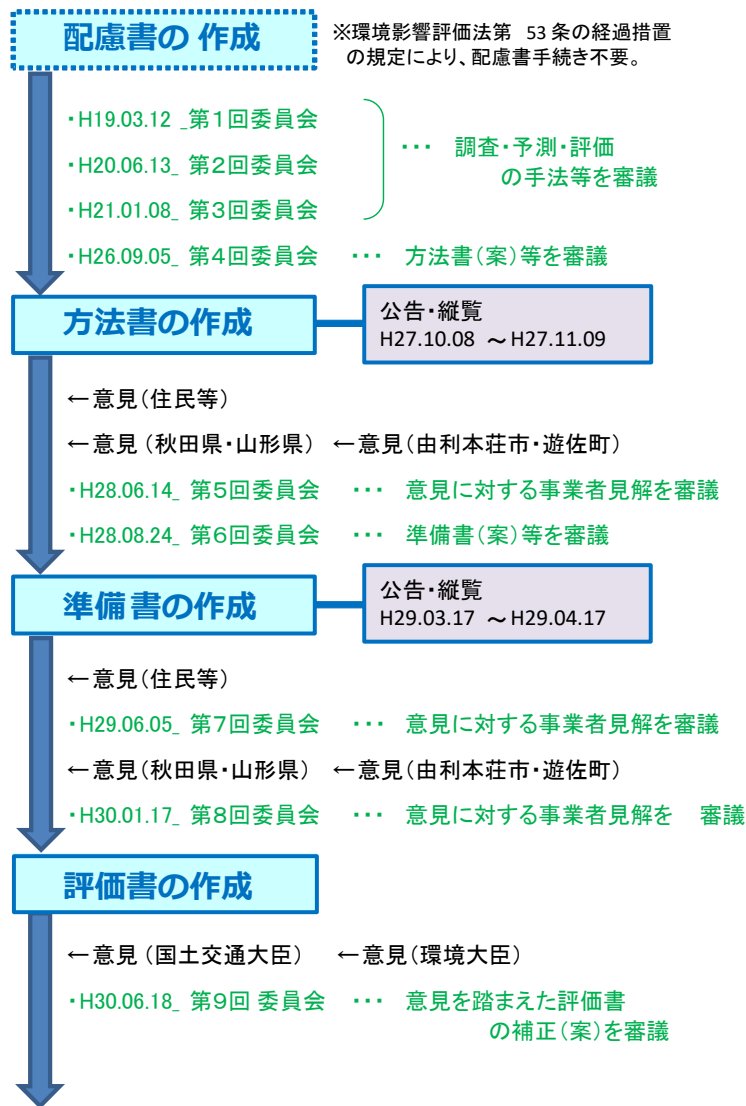 配慮書の 作成
※環境影響評価法第 53 条の経過措置
の規定により、配慮書手続き不要。
・H19.03.12 _第１回委員会
・H20.06.13_ 第２回委員会
・H21.01.08_ 第３回委員会
・・・ 調査・予測・評価
の手法等を審議
・H26.09.05_ 第４回委員会 ・・・ 方法書（案）等を審議
方法書の作成
公告・縦覧
H27.10.08 ～H27.11.09
←意見（住民等）
←意見（秋田県・山形県） ←意見（由利本荘市・遊佐町）
・H28.06.14_ 第５回委員会 ・・・ 意見に対する事業者見解を審議
・H28.08.24_ 第６回委員会 ・・・ 準備書（案）等を審議
準備書の作成
公告・縦覧
H29.03.17 ～H29.04.17
←意見（住民等）
・H29.06.05_ 第７回委員会 ・・・ 意見に対する事業者見解を審議
←意見（秋田県・山形県） ←意見（由利本荘市・遊佐町）
・H30.01.17_ 第８回委員会 ・・・ 意見に対する事業者見解を 審議
評価書の作成
←意見（国土交通大臣） ←意見（環境大臣）
・H30.06.18_ 第９回 委員会 ・・・ 意見を踏まえた評価書
の補正（案）を審議